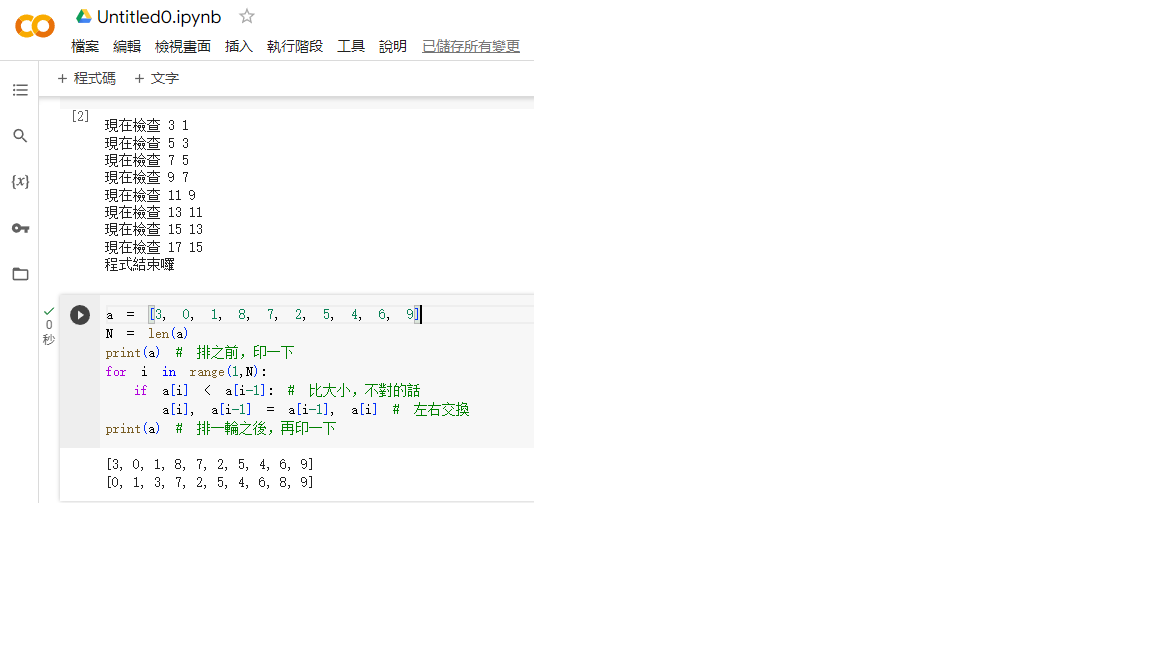 Untitled0.ipynb
檔案 編輯 檢視畫面 插入 執行階段 工具 說明 已儲存所有變更
+ 程式碼 + 文字
[2]
現在檢查 3 1
現在檢查 5 3
現在檢查 7 5
現在檢查 9 7
現在檢查 11 9
現在檢查 13 11
現在檢查 15 13
現在檢查 17 15
程式結束囉
0
秒
a = [3, 0, 1, 8, 7, 2, 5, 4, 6, 9]
N = len(a)
print(a) # 排之前，印一下
for i in range(1,N):
    if a[i] < a[i-1]: # 比大小，不對的話
        a[i], a[i-1] = a[i-1], a[i] # 左右交換
print(a) # 排一輪之後，再印一下
[3, 0, 1, 8, 7, 2, 5, 4, 6, 9]
[0, 1, 3, 7, 2, 5, 4, 6, 8, 9]